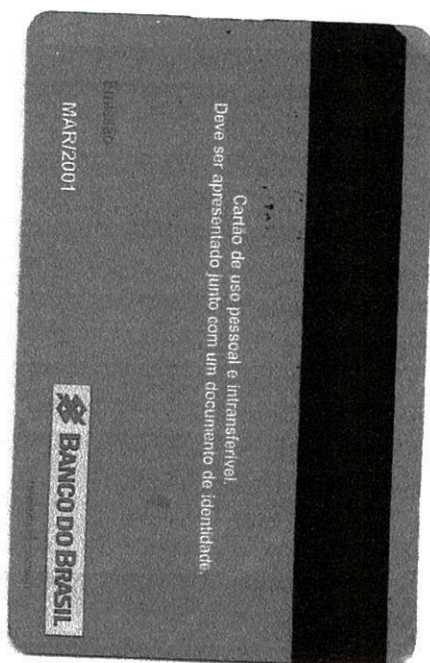 Cartão de uso pessoal e intransferível.
Deve ser apresentado junto com um documento de identidade.
Emissão
MAR/2001
BANCO DO BRASIL